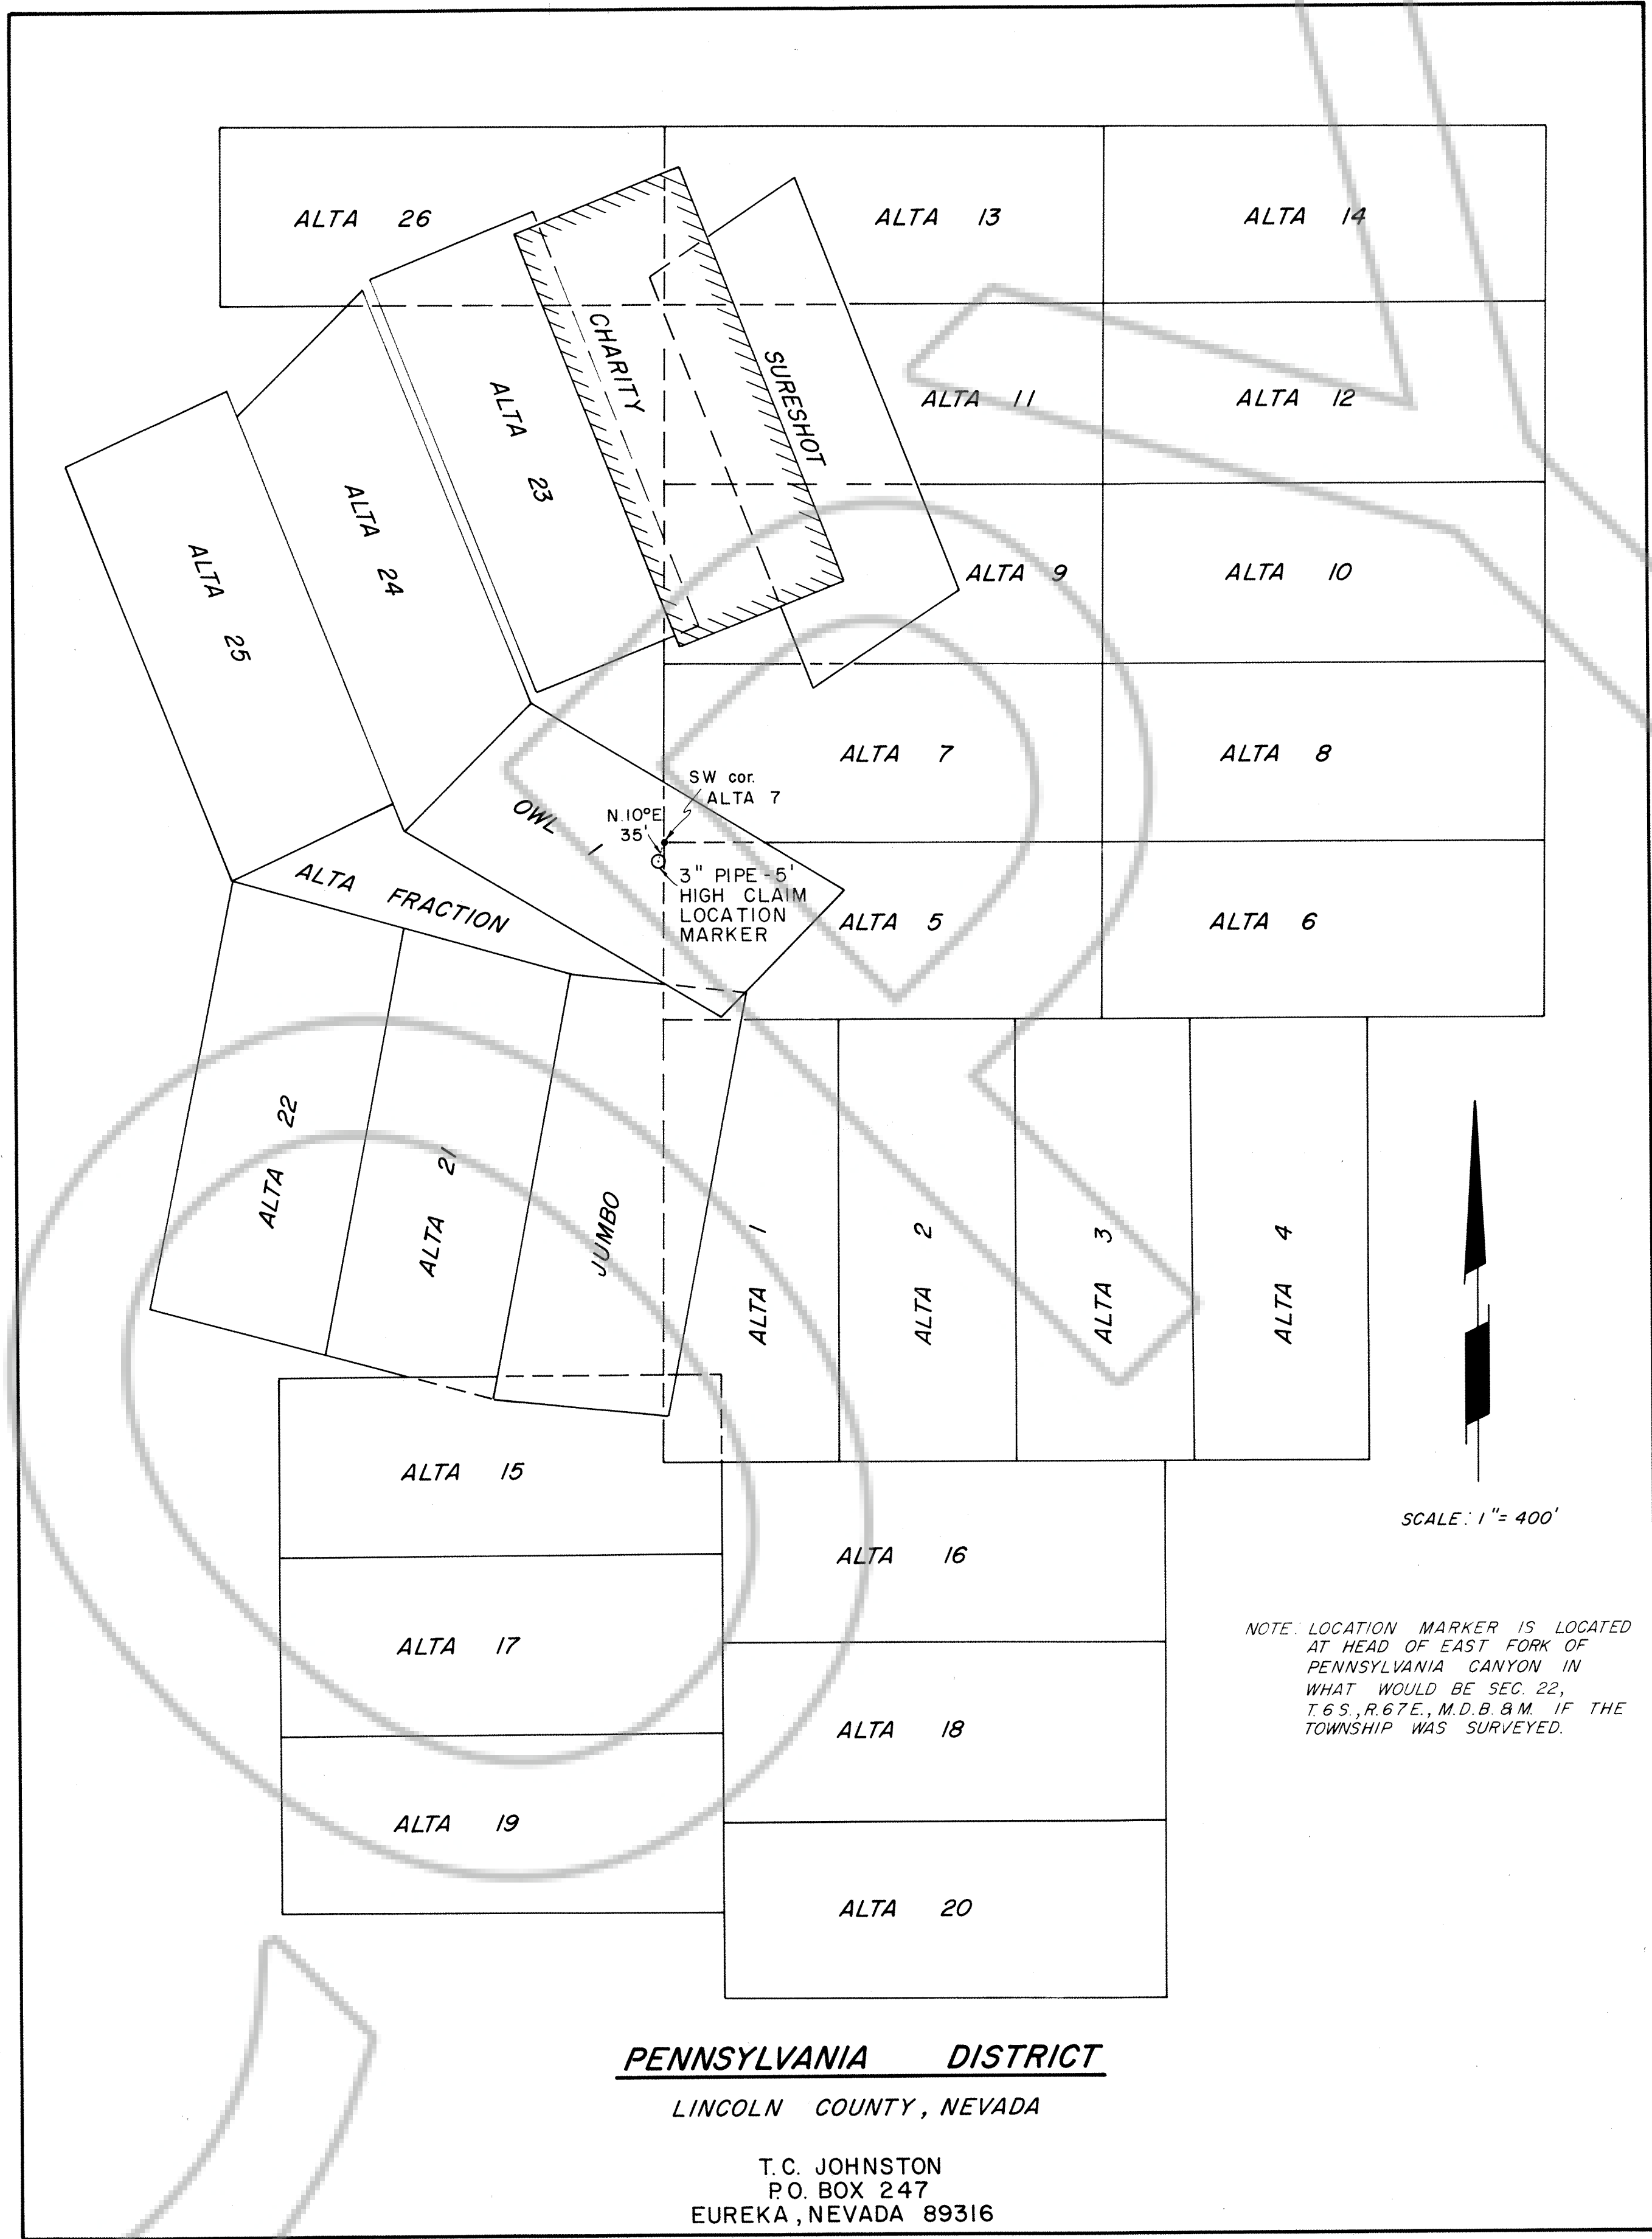 ALTA 26
ALTA 13
ALTA 14
CHARITY
SURESHOT
ALTA 23
ALTA 11
ALTA 12
ALTA 24
ALTA 25
ALTA 9
ALTA 10
ALTA 7
ALTA 8
SW cor.
ALTA 7
N.10°E
35'
OWL 1
3" PIPE - 5'
HIGH CLAIM
LOCATION
MARKER
ALTA FRACTION
ALTA 5
ALTA 6
ALTA 22
ALTA 21
JUMBO
ALTA 1
ALTA 2
ALTA 3
ALTA 4
ALTA 15
ALTA 16
ALTA 17
ALTA 18
ALTA 19
ALTA 20
SCALE: 1"= 400'
NOTE: LOCATION MARKER IS LOCATED
AT HEAD OF EAST FORK OF
PENNSYLVANIA CANYON IN
WHAT WOULD BE SEC. 22,
T. 6 S., R. 67 E., M. D. B. & M. IF THE
TOWNSHIP WAS SURVEYED.
PENNSYLVANIA DISTRICT
LINCOLN COUNTY, NEVADA
T. C. JOHNSTON
P.O. BOX 247
EUREKA, NEVADA 89316